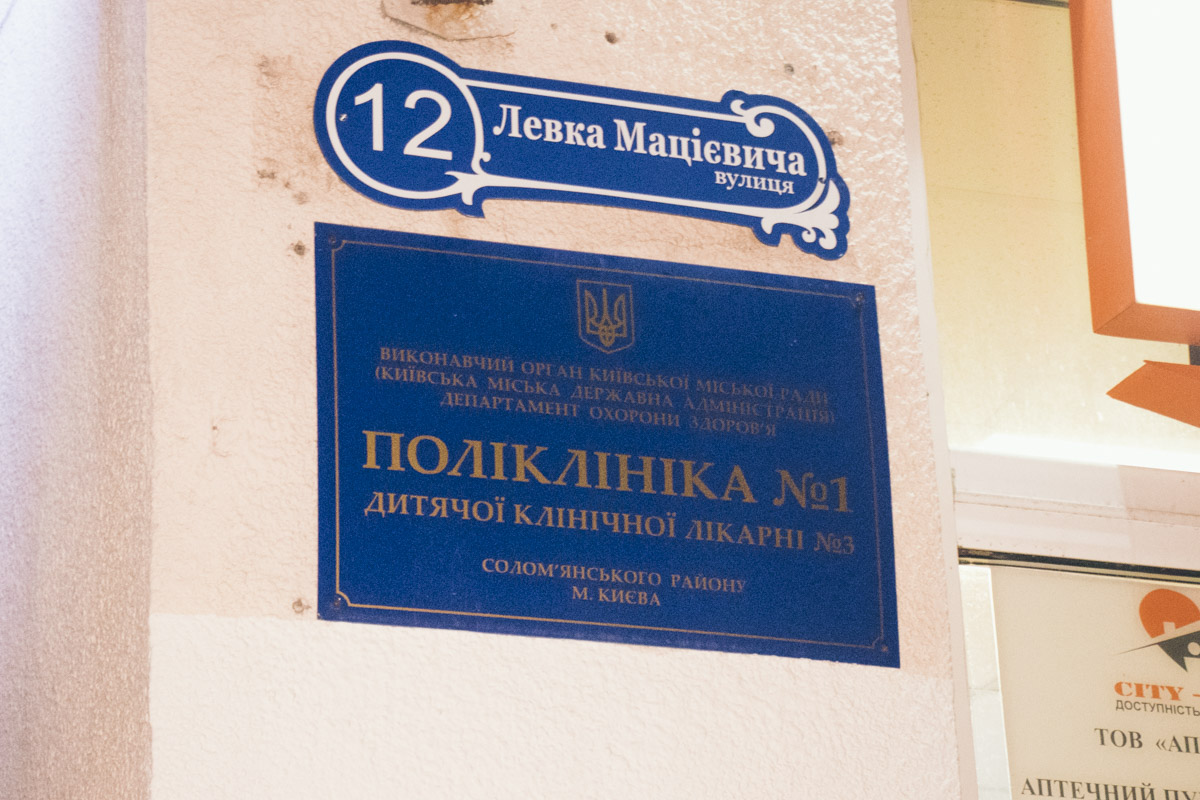 12
Левка Мацієвича
вулиця
ВИКОНАВЧИЙ ОРГАН КИЇВСЬКОЇ МІСЬКОЇ РАДИ
(КИЇВСЬКА МІСЬКА ДЕРЖАВНА АДМІНІСТРАЦІЯ)
ДЕПАРТАМЕНТ ОХОРОНИ ЗДОРОВ'Я
ПОЛІКЛІНІКА №1
ДИТЯЧОЇ КЛІНІЧНОЇ ЛІКАРНІ №3
СОЛОМ'ЯНСЬКОГО РАЙОНУ
М. КИЄВА
CITY -
ДОСТУПНІСТЬ
ТОВ «АП
АПТЕЧНИЙ ПУ